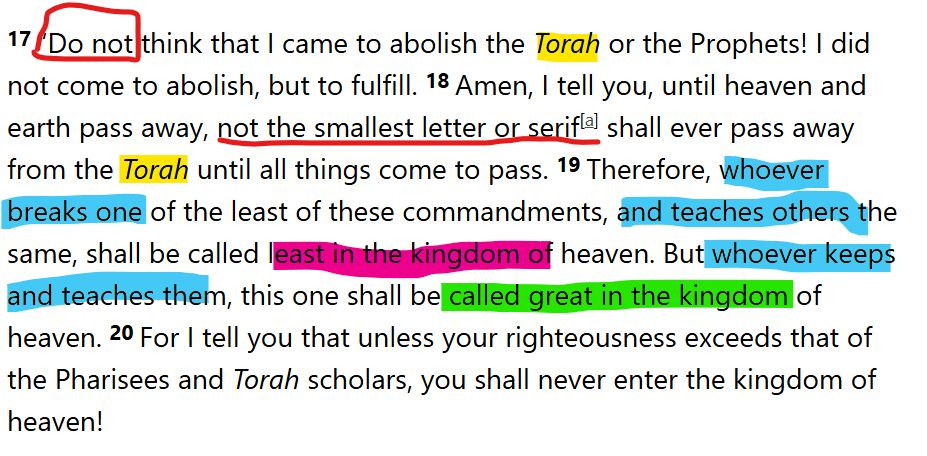 17 “Do not think that I came to abolish the Torah or the Prophets! I did
not come to abolish, but to fulfill. 18 Amen, I tell you, until heaven and
earth pass away, not the smallest letter or serif[a] shall ever pass away
from the Torah until all things come to pass. 19 Therefore, whoever
breaks one of the least of these commandments, and teaches others the
same, shall be called least in the kingdom of heaven. But whoever keeps
and teaches them, this one shall be called great in the kingdom of
heaven. 20 For I tell you that unless your righteousness exceeds that of
the Pharisees and Torah scholars, you shall never enter the kingdom of
heaven!